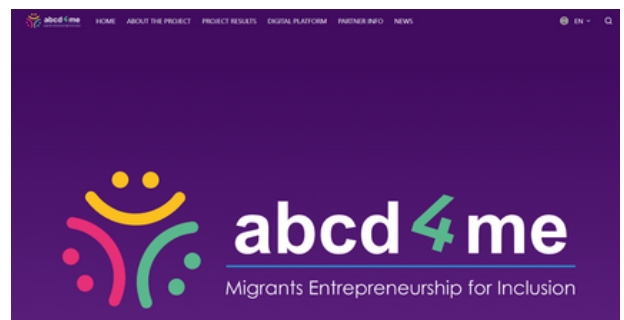 abcd4me HOME ABOUT THE PROJECT PROJECT RESULTS DIGITAL PLATFORM PARTNER INFO NEWS EN
abcd4me
Migrants Entrepreneurship for Inclusion